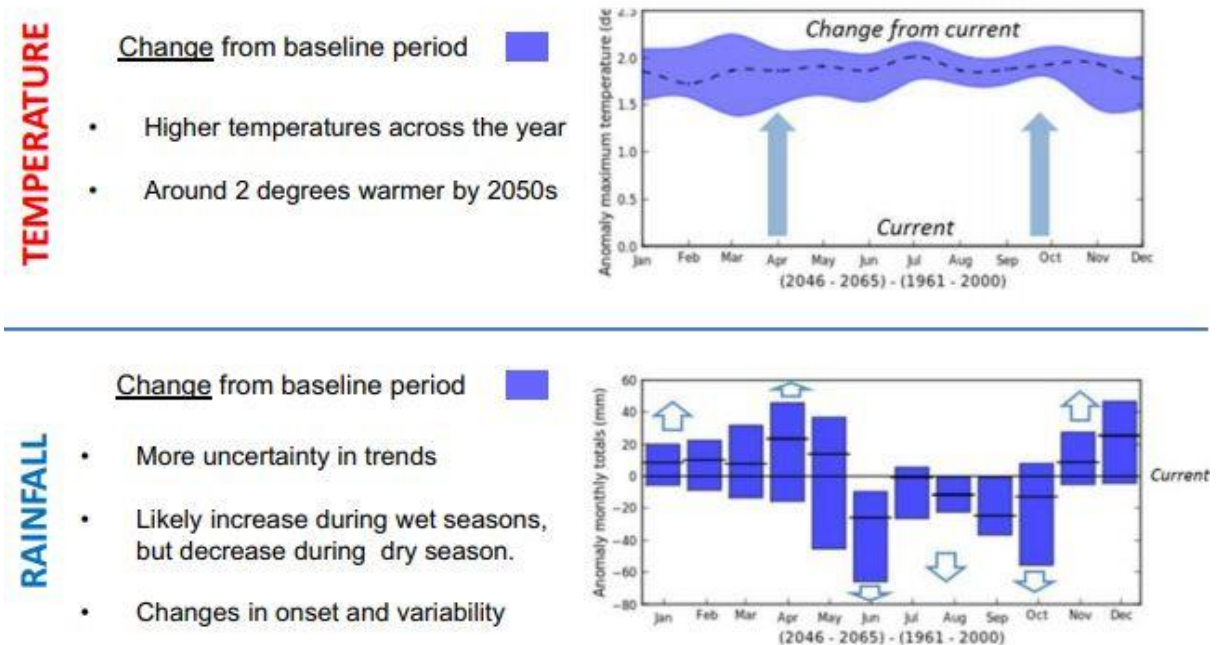 TEMPERATURE
Change from baseline period
• Higher temperatures across the year
• Around 2 degrees warmer by 2050s
Anomaly maximum temperature (de
2.5
2.0
1.5
1.0
0.5
0.0
Change from current
Current
Jan Feb Mar Apr May Jun Jul Aug Sep Oct Nov Dec
(2046 - 2065) - (1961 - 2000)
RAINFALL
Change from baseline period
• More uncertainty in trends
• Likely increase during wet seasons,
but decrease during dry season.
• Changes in onset and variability
Anomaly monthly totals (mm)
60
40
20
0
−20
−40
−60
−80
Current
Jan Feb Mar Apr May Jun Jul Aug Sep Oct Nov Dec
(2046 - 2065) - (1961 - 2000)